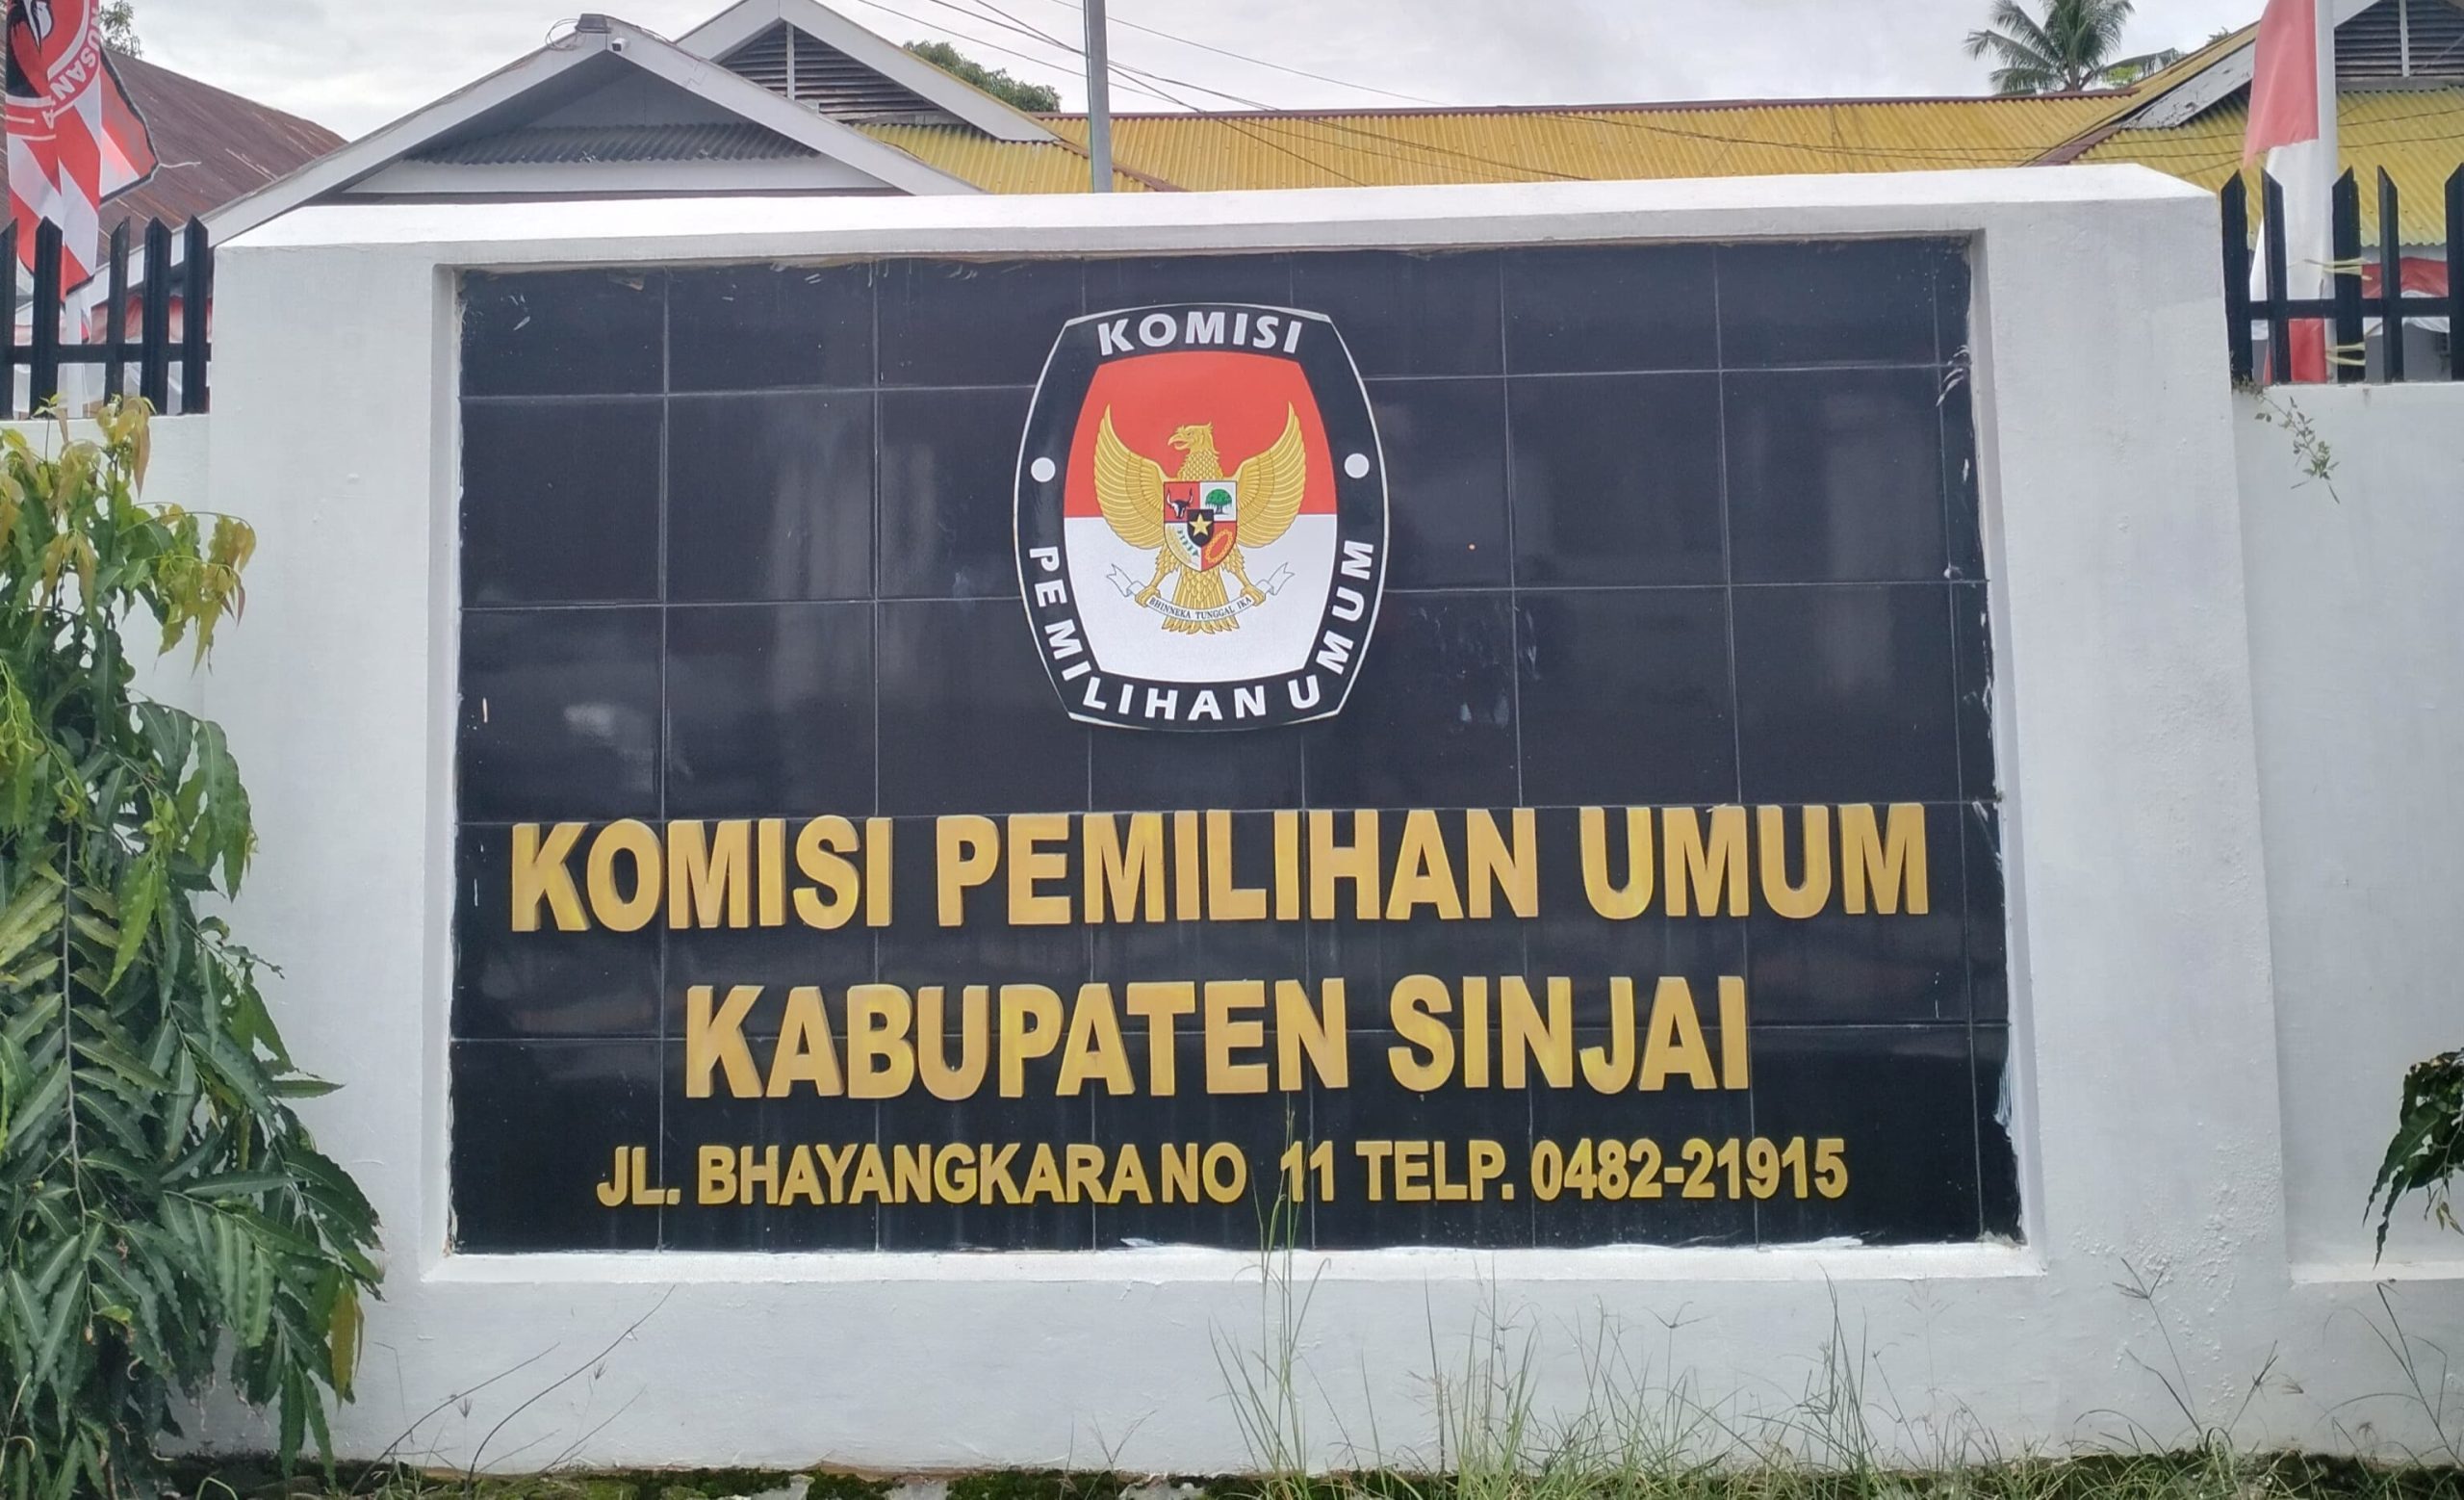 KOMISI
PEMILIHAN UMUM
BHINNEKA TUNGGAL IKA
KOMISI PEMILIHAN UMUM
KABUPATEN SINJAI
JL. BHAYANGKARA NO 11 TELP. 0482-21915